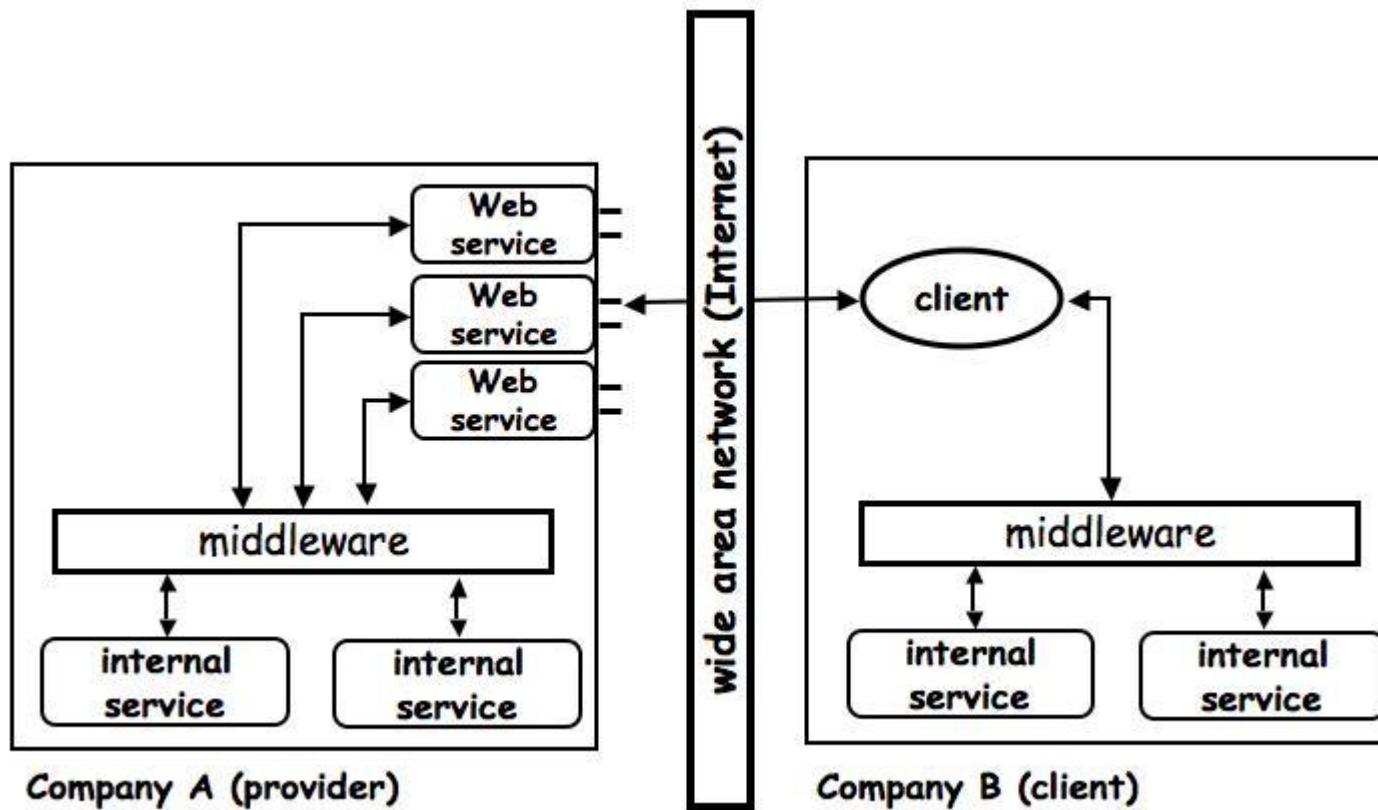 Web
service
Web
service
Web
service
middleware
internal
service
internal
service
Company A (provider)
wide area network (Internet)
client
middleware
internal
service
internal
service
Company B (client)